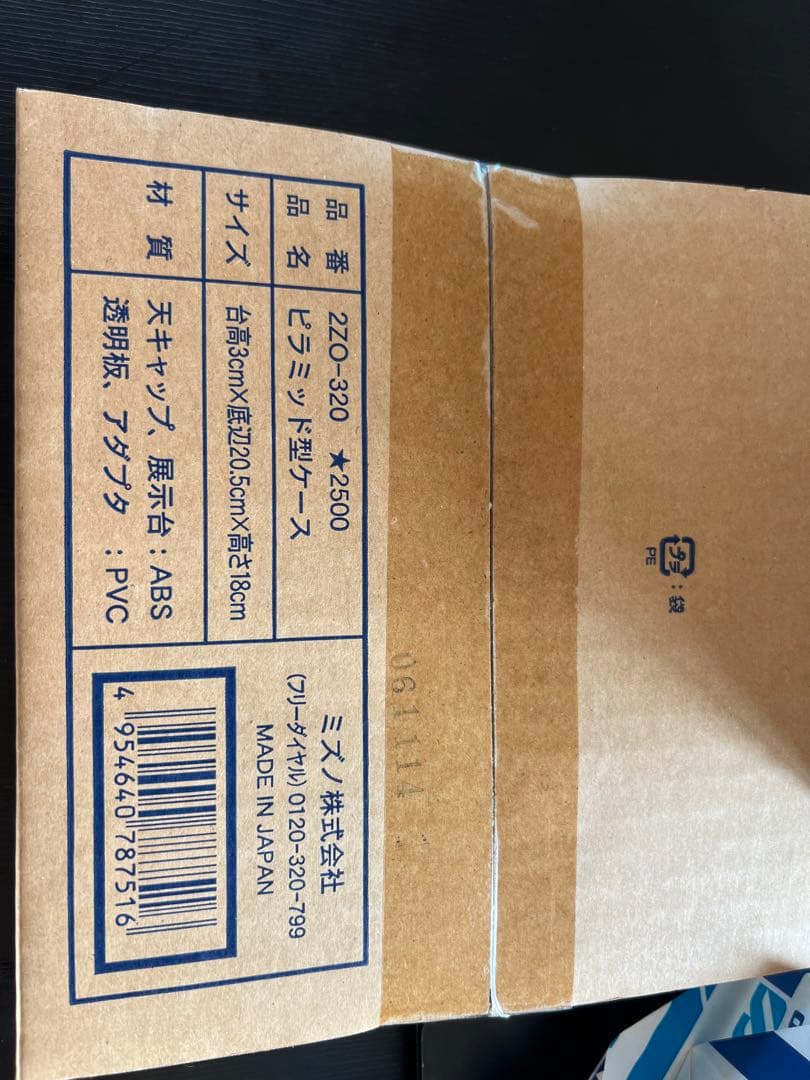 品番 2ZO-320 ★2500
品名 ピラミッド型ケース
サイズ 台高3cm×底辺20.5cm×高さ18cm
材質 天キャップ、展示台：ABS
透明板、アダプタ ：PVC
ミズノ株式会社
(フリーダイヤル) 0120-320-799
MADE IN JAPAN
4 954640 787516
061114
プラ : 袋
PE